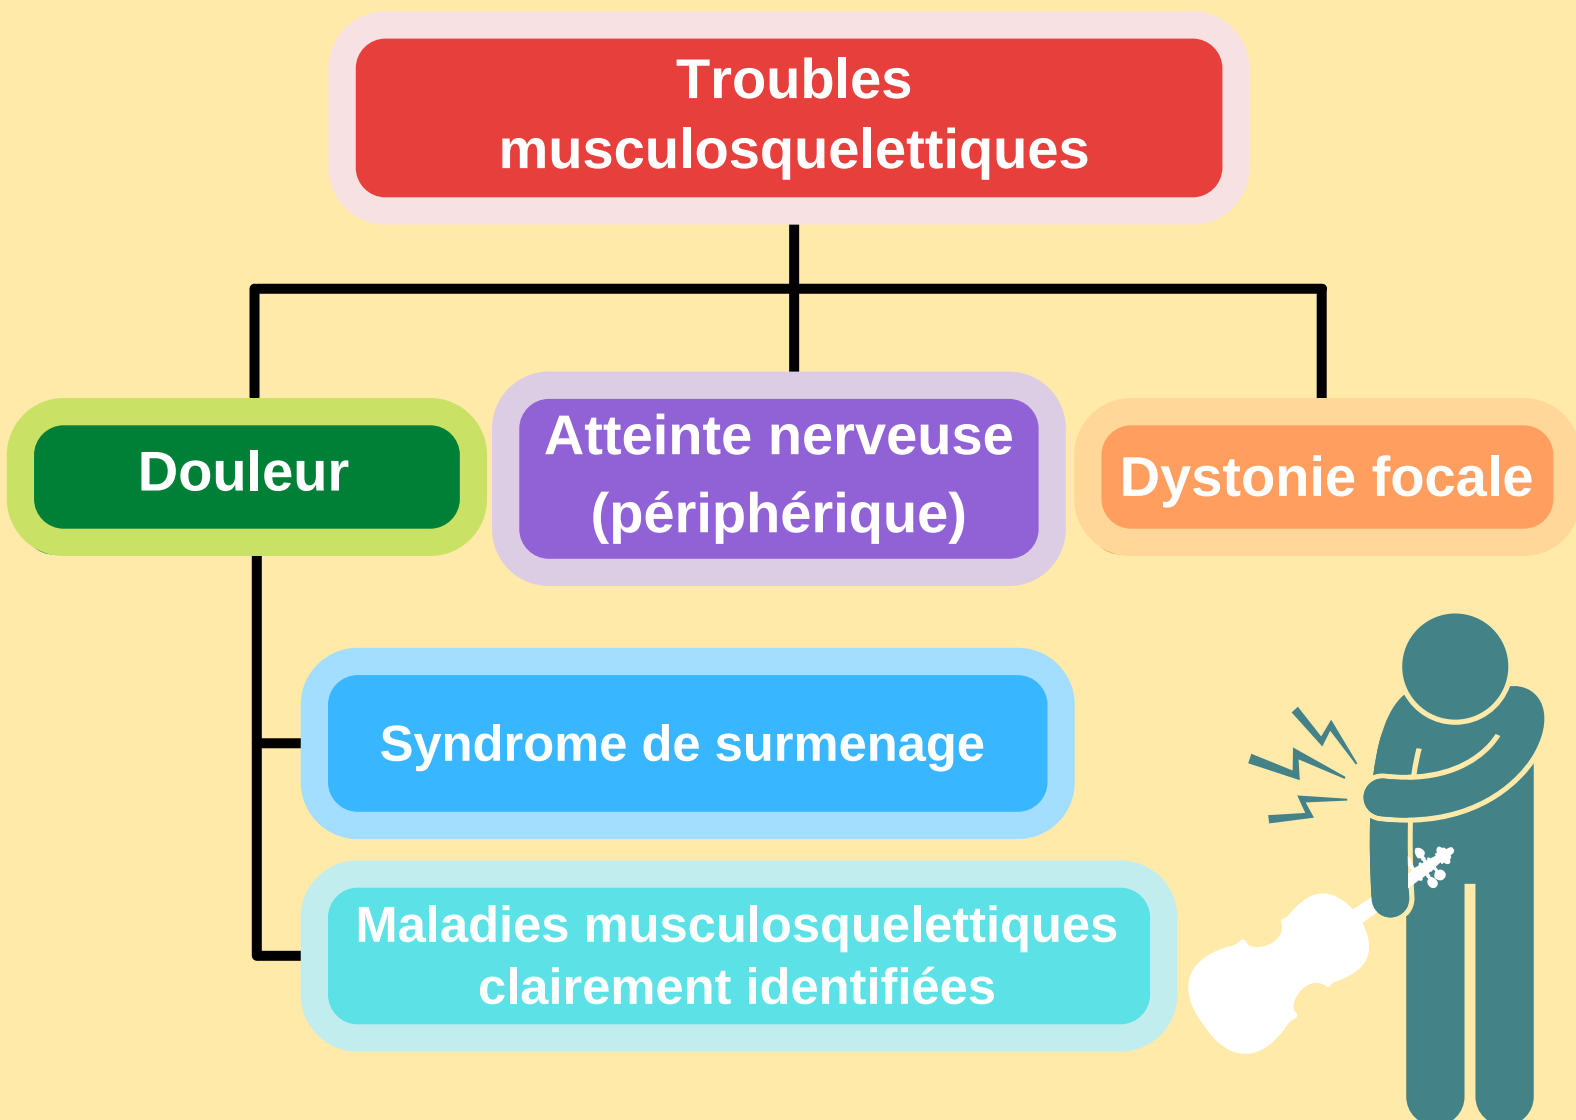 Troubles
musculosquelettiques
Douleur
Atteinte nerveuse
(périphérique)
Dystonie focale
Syndrome de surmenage
Maladies musculosquelettiques
clairement identifiées